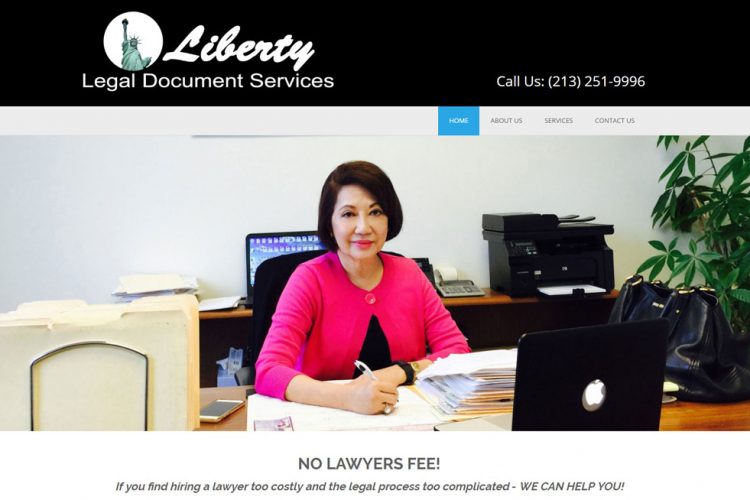 Liberty
Legal Document Services
Call Us: (213) 251-9996
HOME
ABOUT US
SERVICES
CONTACT US
NO LAWYERS FEE!
If you find hiring a lawyer too costly and the legal process too complicated - WE CAN HELP YOU!